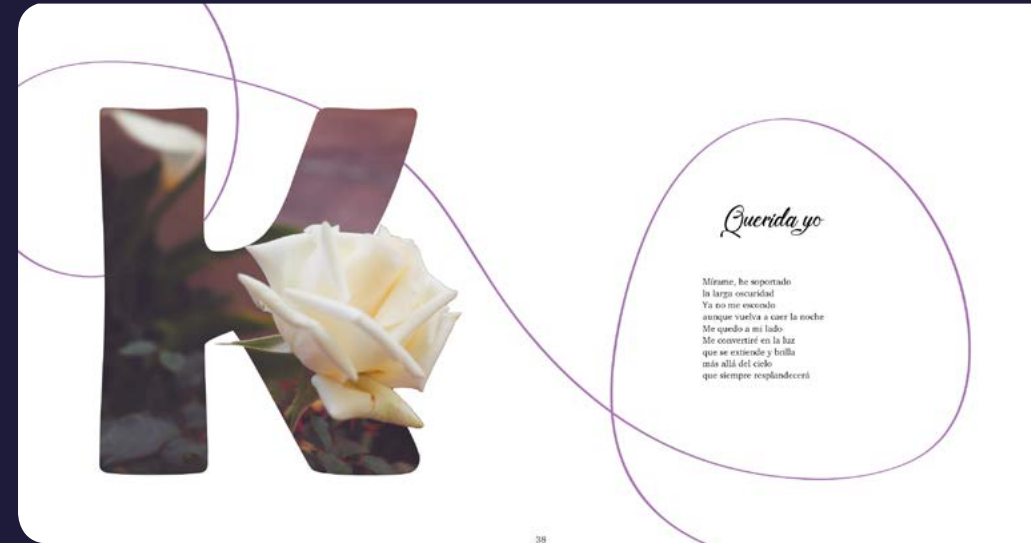 K
Querida yo
Mírame, he soportado
la larga oscuridad
Ya no me escondo
aunque vuelva a caer la noche
Me quedo a mi lado
Me convertiré en la luz
que se extiende y brilla
más allá del cielo
que siempre resplandecerá
38